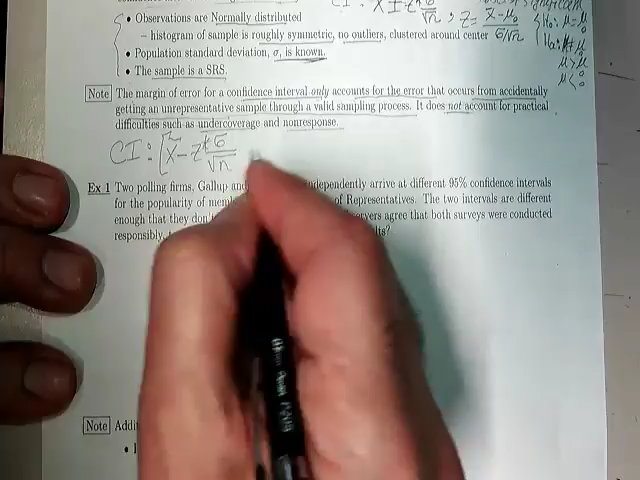 CI: x̄ ± z* σ/√n ; z = x̄-μ₀ / σ/√n { H₀: μ = μ₀
• Observations are Normally distributed
– histogram of sample is roughly symmetric, no outliers, clustered around center
• Population standard deviation, σ, is known.
• The sample is a SRS.
Hₐ: μ ≠ μ₀
μ > μ₀
μ < μ₀
Note The margin of error for a confidence interval only accounts for the error that occurs from accidentally
getting an unrepresentative sample through a valid sampling process. It does not account for practical
difficulties such as undercoverage and nonresponse.
CI: [x̄ - z* σ/√n
Ex 1 Two polling firms, Gallup and independently arrive at different 95% confidence intervals
for the popularity of of Representatives. The two intervals are different
enough that they agree that both surveys were conducted
responsibly,
Note
•